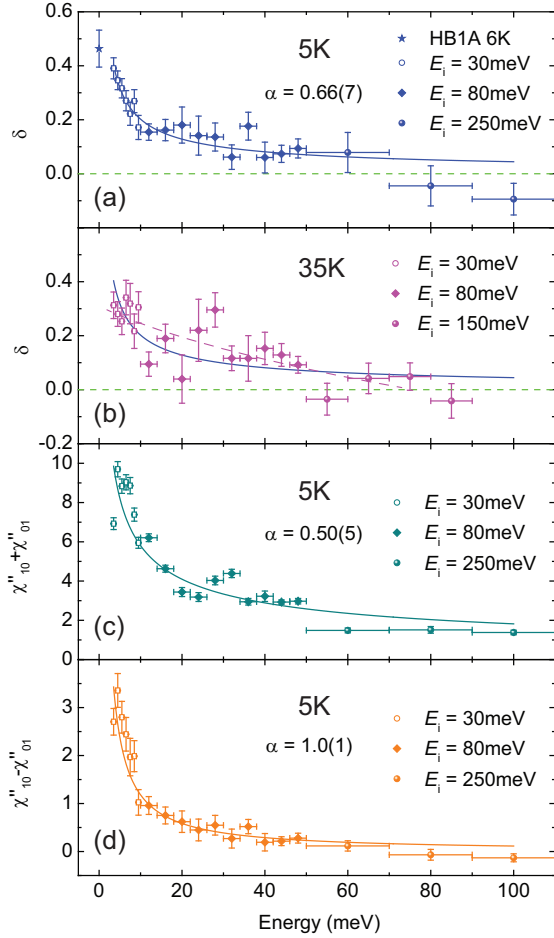 0.6
0.4
0.2
0.0
δ
5K
α = 0.66(7)
HB1A 6K
Eᵢ = 30meV
Eᵢ = 80meV
Eᵢ = 250meV
(a)
0.4
0.2
0.0
-0.2
δ
35K
Eᵢ = 30meV
Eᵢ = 80meV
Eᵢ = 150meV
(b)
10
8
6
4
2
0
χ"₁₀+χ"₀₁
5K
α = 0.50(5)
Eᵢ = 30meV
Eᵢ = 80meV
Eᵢ = 250meV
(c)
3
2
1
0
χ"₁₀-χ"₀₁
5K
α = 1.0(1)
Eᵢ = 30meV
Eᵢ = 80meV
Eᵢ = 250meV
(d)
0 20 40 60 80 100
Energy (meV)